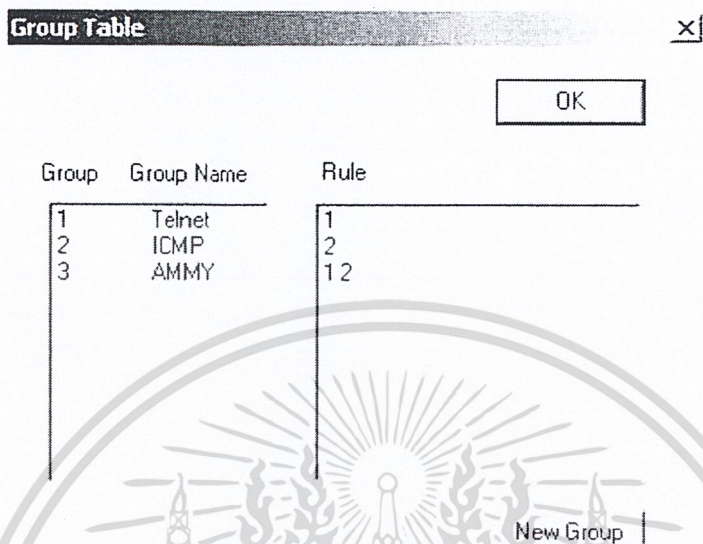 Group Table
OK
Group Group Name Rule
1 Telnet 1
2 ICMP 2
3 AMMY 1 2
New Group